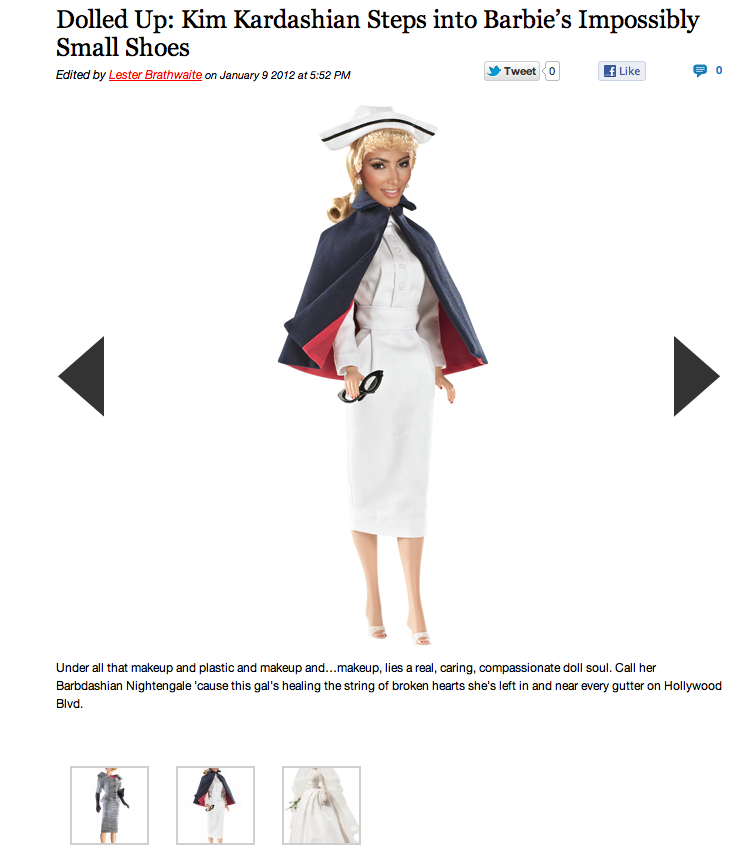 Dolled Up: Kim Kardashian Steps into Barbie’s Impossibly
Small Shoes
Edited by Lester Brathwaite on January 9 2012 at 5:52 PM
Tweet 0
Like
0
Under all that makeup and plastic and makeup and…makeup, lies a real, caring, compassionate doll soul. Call her
Barbdashian Nightengale ’cause this gal’s healing the string of broken hearts she’s left in and near every gutter on Hollywood
Blvd.